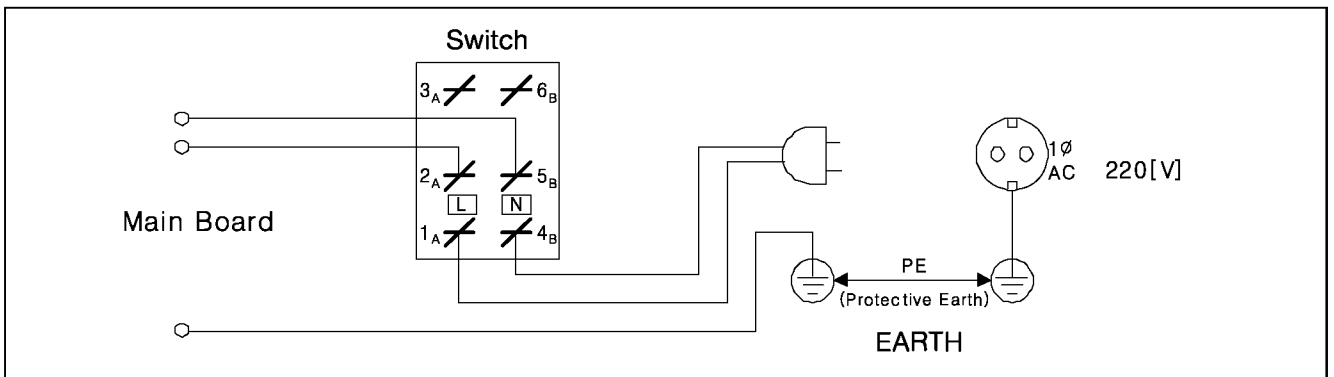 Switch
3A 6B
1Ø
AC 220[V]
2A 5B
L N
Main Board
1A 4B
PE
(Protective Earth)
EARTH